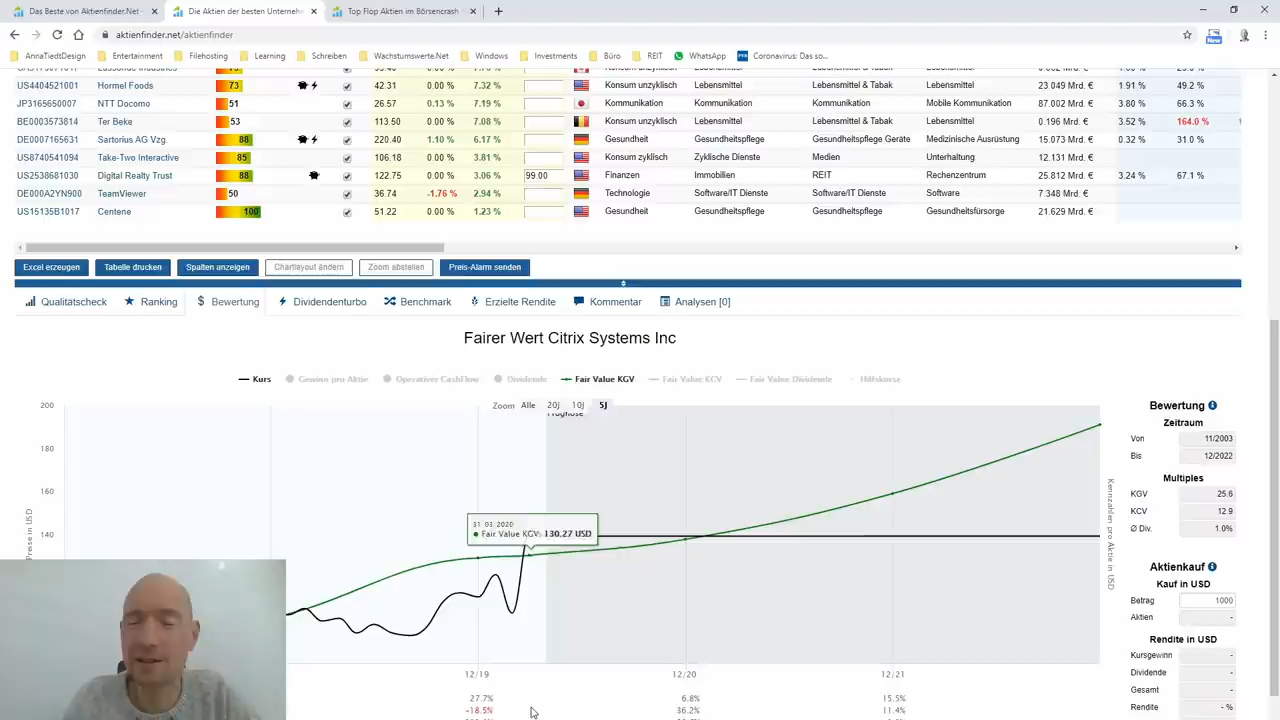 Das Beste von Aktienfinder.Net – Die Aktien der besten Unterneh Top Flop Aktien im Börsencrash
aktienfinder.net/aktienfinder New
AnnaTiedtDesign Entertainment Filehosting Learning Schreiben Wachstumswerte.Net Windows Investments Büro REIT WhatsApp Coronavirus: Das so...
US4404521001 Hormel Foods 73 42.31 0.00 % 7.32 % Konsum unzyklisch Lebensmittel Lebensmittel & Tabak Lebensmittel 23 049 Mrd. € 1.91 % 49.2 %
JP3165650007 NTT Docomo 51 26.57 0.13 % 7.19 % Kommunikation Kommunikation Kommunikation Mobile Kommunikation 87.002 Mrd. € 3.80 % 66.3 %
BE0003573814 Ter Beke 53 113.50 0.00 % 7.08 % Konsum unzyklisch Lebensmittel Lebensmittel & Tabak Lebensmittel 0.196 Mrd. € 3.52 % 164.0 %
DE0007165631 Sartorius AG Vzg. 88 220.40 1.10 % 6.17 % Gesundheit Gesundheitspflege Gesundheitspflege Geräte Medizinische Ausrüstung 15.073 Mrd. € 0.32 % 31.0 %
US8740541094 Take-Two Interactive 85 106.18 3.81 % Konsum zyklisch Zyklische Dienste Medien Unterhaltung 12.131 Mrd. €
US2538681030 Digital Realty Trust 88 122.75 0.00 % 3.06 % 99.00 Finanzen Immobilien REIT Rechenzentrum 25.812 Mrd. € 3.24 % 67.1 %
DE000A2YN900 TeamViewer 50 36.74 -1.76 % 2.94 % Technologie Software/IT Dienste Software/IT Dienste Software 7.348 Mrd. €
US15135B1017 Centene 100 51.22 0.00 % 1.23 % Gesundheit Gesundheitspflege Gesundheitspflege Gesundheitsfürsorge 21.629 Mrd. €
Excel erzeugen Tabelle drucken Spalten anzeigen Chartlayout ändern Zoom abstellen Preis-Alarm senden
Qualitätscheck Ranking Bewertung Dividendenturbo Benchmark Erzielte Rendite Kommentar Analysen [0]
Fairer Wert Citrix Systems Inc
Kurs Gewinn pro Aktie Operativer CashFlow Dividende Fair Value KGV Fair Value KCV Fair Value Dividende Hilfskurse
Zoom Alle 20J 10J 5J
Prognose
200
180
160
140
Preise in USD
31 03 2020
Fair Value KGV: 130.27 USD
Kennzahlen pro Aktie in USD
12/19 12/20 12/21
27.7% 6.8% 15.5%
-18.5% 36.2% 11.4%
Bewertung
Zeitraum
Von 11/2003
Bis 12/2022
Multiples
KGV 25.6
KCV 12.9
Ø Div. 1.0%
Aktienkauf
Kauf in USD
Betrag 1000
Aktien -
Rendite in USD
Kursgewinn -
Dividende -
Gesamt -
Rendite - %